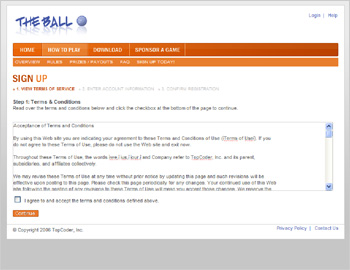 THE BALL
Login | Help
HOME HOW TO PLAY DOWNLOAD SPONSOR A GAME
OVERVIEW RULES PRIZES / PAYOUTS FAQ SIGN UP TODAY!
SIGN UP
1. VIEW TERMS OF SERVICE 2. ENTER ACCOUNT INFORMATION 3. CONFIRM REGISTRATION
Step 1: Terms & Conditions
Read over the terms and conditions below and click the checkbox at the bottom of the page to continue.
Acceptance of Terms and Conditions
By using this Web site you are indicating your agreement to these Terms and Conditions of Use (Terms of Use). If you
do not agree to these Terms of Use, please do not use the Web site and exit now.
Throughout these Terms of Use, the words and Company refer to TopCoder, Inc. and its parent,
subsidiaries, and affiliates collectively.
We may revise these Terms of Use at any time without prior notice by updating this page and such revisions will be
effective upon posting to this page. Please check this page periodically for any changes. Your continued use of this Web
site following the posting of any revisions to these Terms of Use will mean you accept those changes. We reserve the
I agree to and accept the terms and conditions defined above.
Continue
© Copyright 2006 TopCoder, Inc.
Privacy Policy | Contact Us